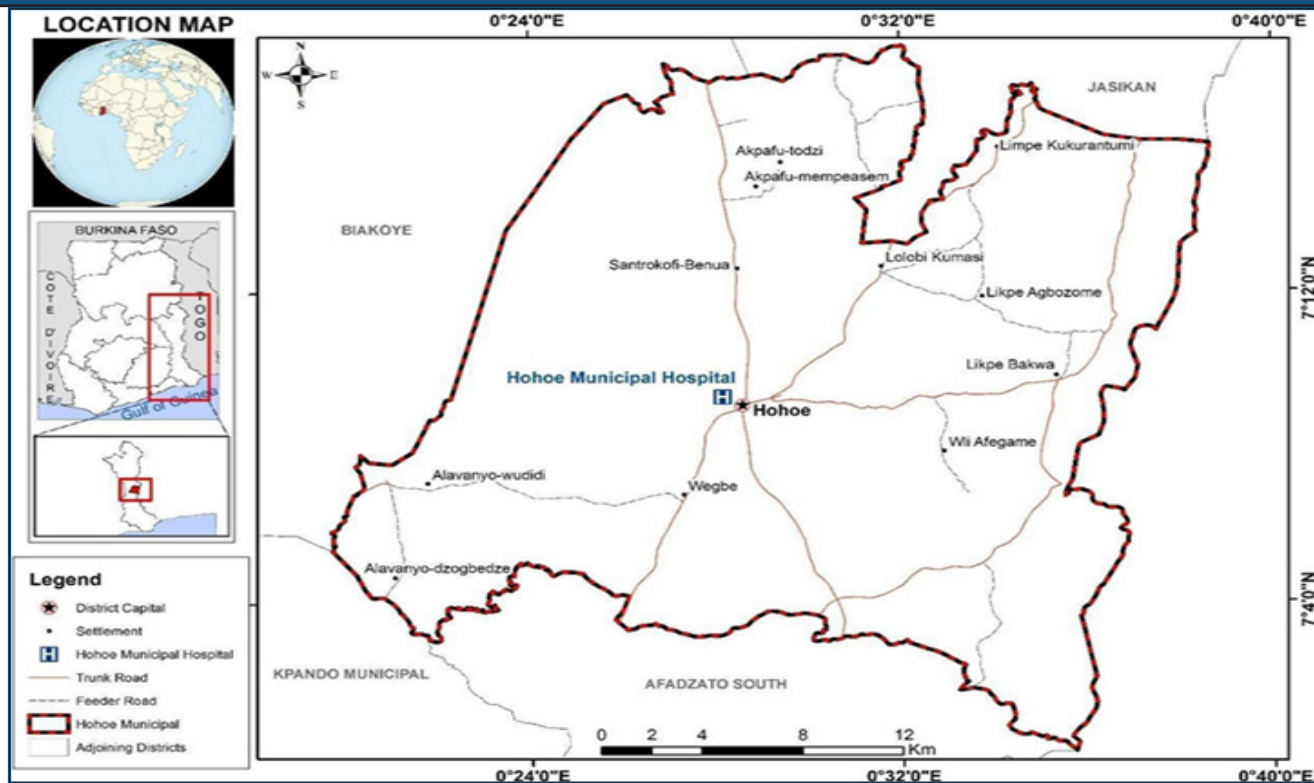 LOCATION MAP
0°24'0"E
0°32'0"E
0°40'0"E
N
W
E
S
JASIKAN
Limpe Kukurantumi
Akpafu-todzi
Akpafu-mempeasem
BIAKOYE
Santrokofi-Benua
Lolobi Kumasi
Likpe Agbozome
7°12'0"N
Likpe Bakwa
Hohoe Municipal Hospital
H
Hohoe
Wli Afegame
Alavanyo-wudidi
Wegbe
Alavanyo-dzogbedze
7°4'0"N
KPANDO MUNICIPAL
AFADZATO SOUTH
0 2 4 8 12
Km
0°24'0"E
0°32'0"E
0°40'0"E
BURKINA FASO
COTE D'IVOIRE
TOGO
Gulf of Guinea
Legend
District Capital
Settlement
H Hohoe Municipal Hospital
Trunk Road
Feeder Road
Hohoe Municipal
Adjoining Districts